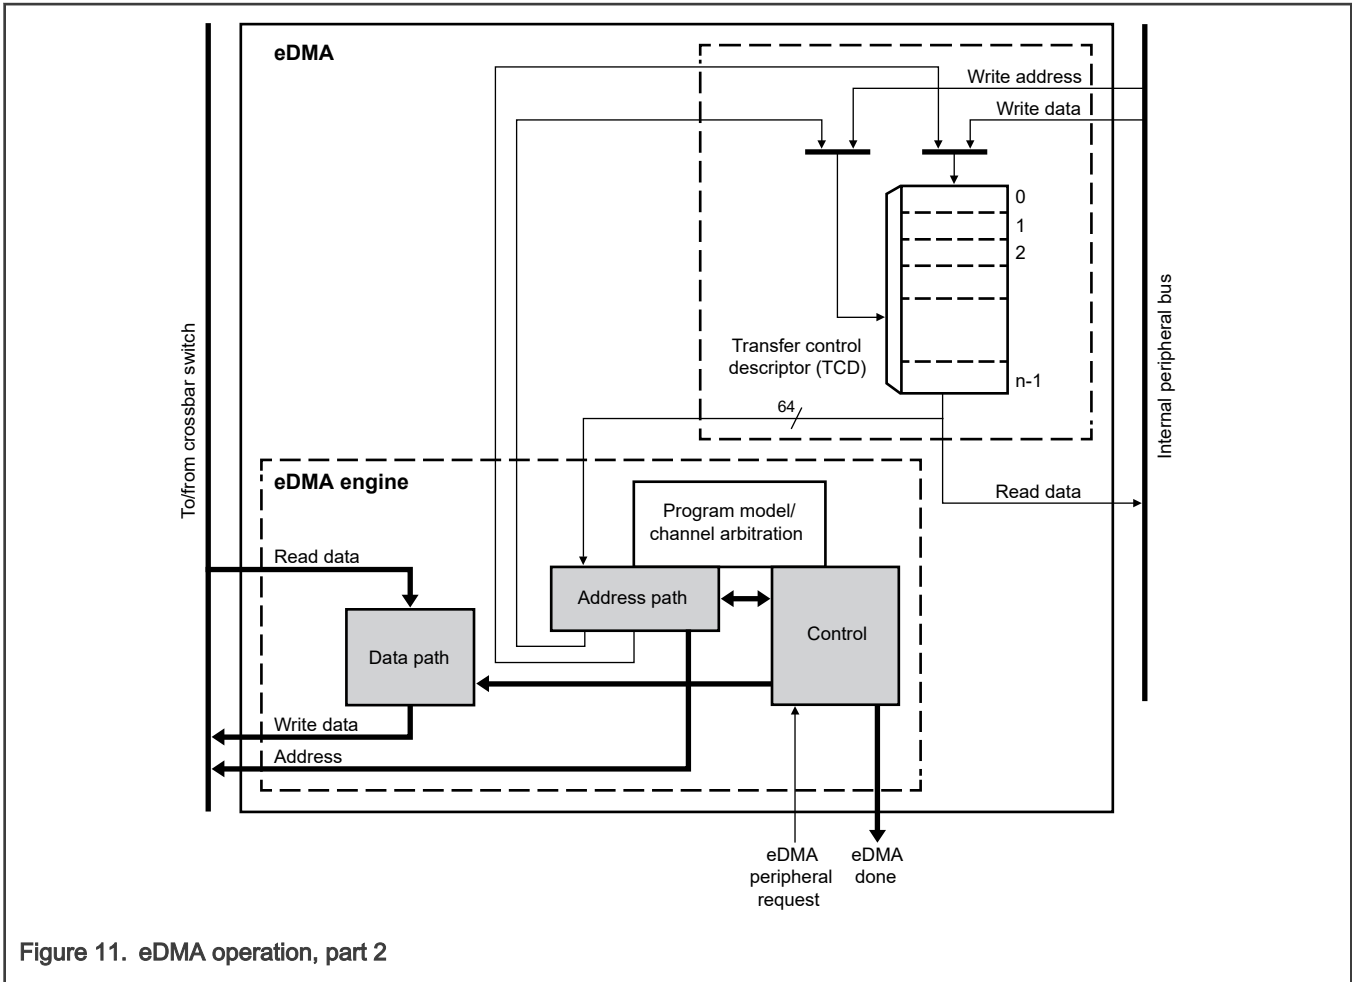 eDMA
Write address
Write data
0
1
2
Transfer control
descriptor (TCD)
n-1
64
To/from crossbar switch
Internal peripheral bus
eDMA engine
Read data
Program model/
channel arbitration
Read data
Address path
Control
Data path
Write data
Address
eDMA
peripheral
request
eDMA
done
Figure 11. eDMA operation, part 2